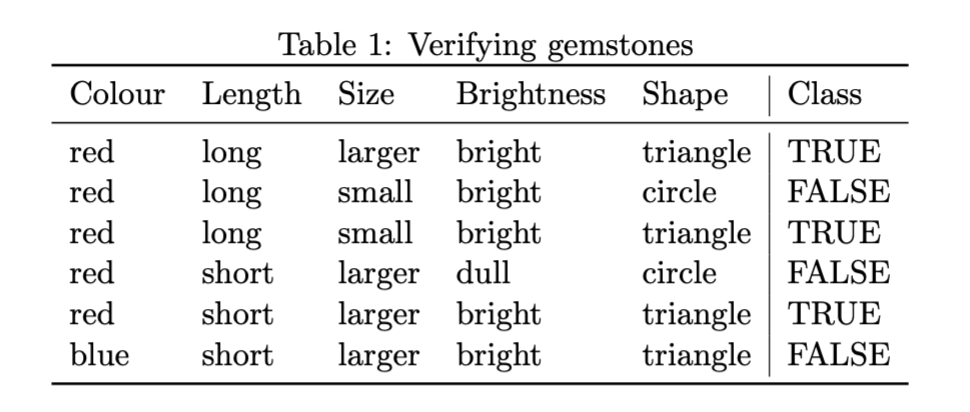 Table 1: Verifying gemstones
Colour Length Size Brightness Shape Class
red long larger bright triangle TRUE
red long small bright circle FALSE
red long small bright triangle TRUE
red short larger dull circle FALSE
red short larger bright triangle TRUE
blue short larger bright triangle FALSE